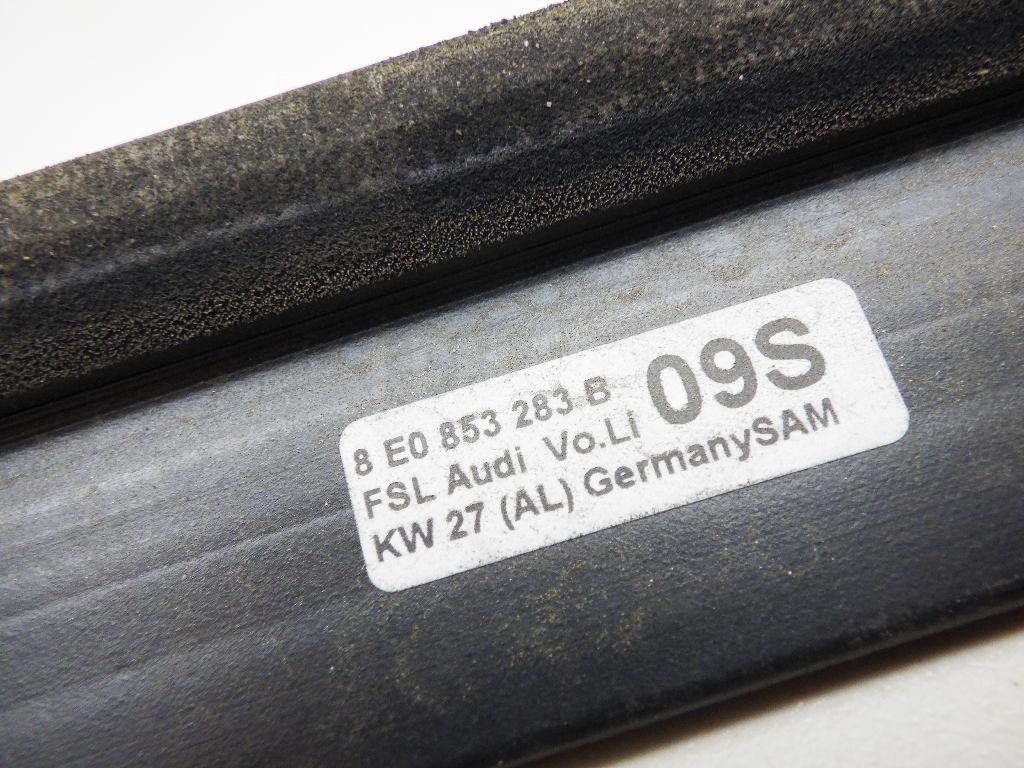 8 E0 853 283 B 09S
FSL Audi Vo.Li
KW 27 (AL) GermanySAM